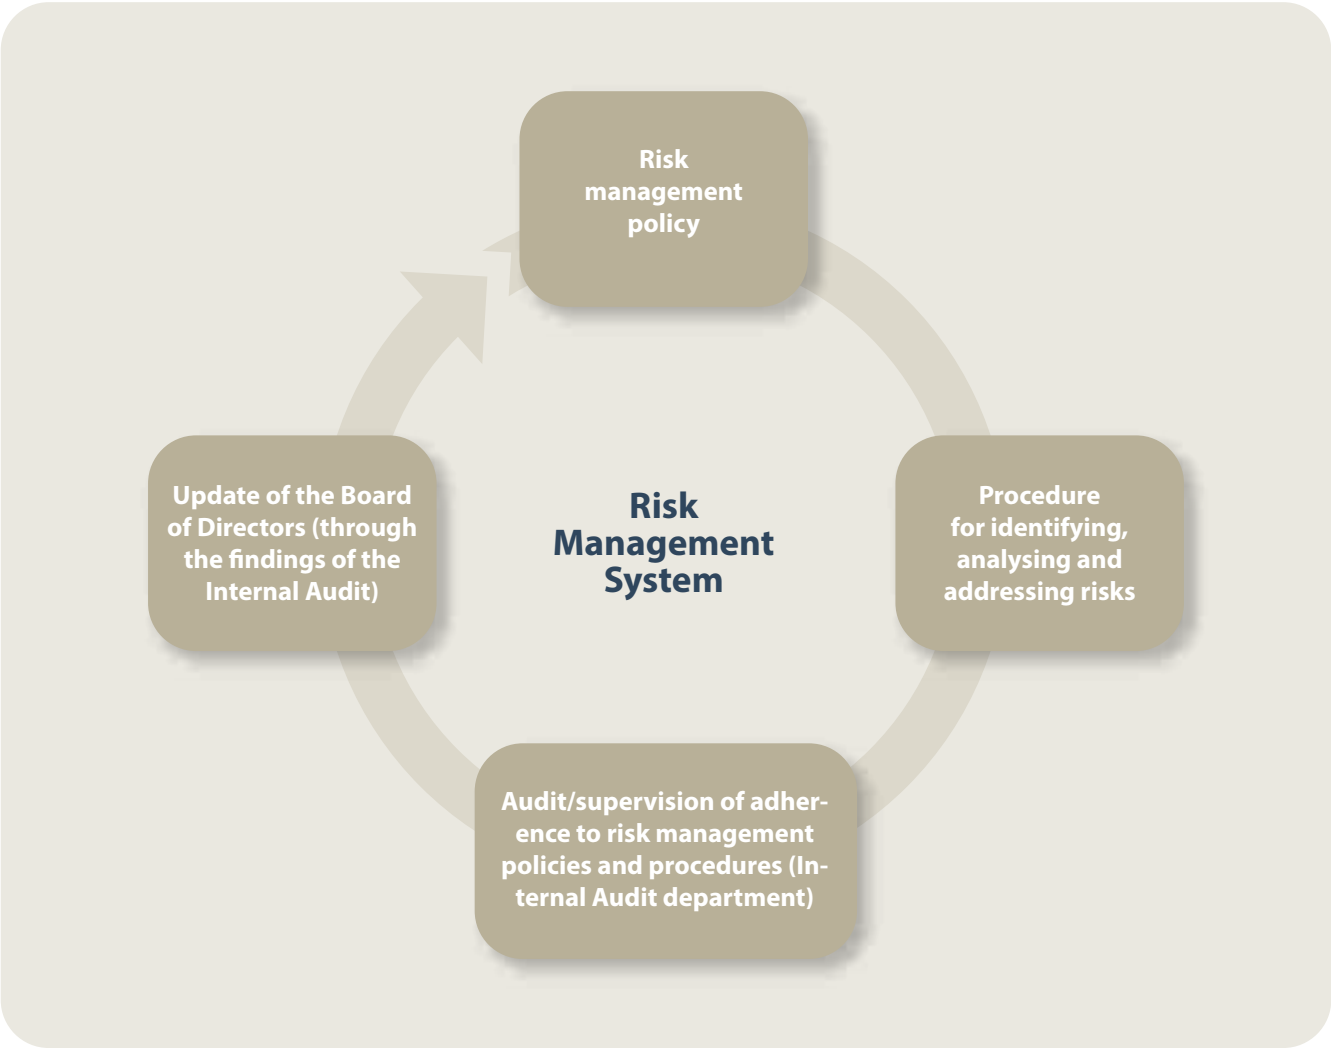 Risk
management
policy
Update of the Board
of Directors (through
the findings of the
Internal Audit)
Risk
Management
System
Procedure
for identifying,
analysing and
addressing risks
Audit/supervision of adher-
ence to risk management
policies and procedures (In-
ternal Audit department)